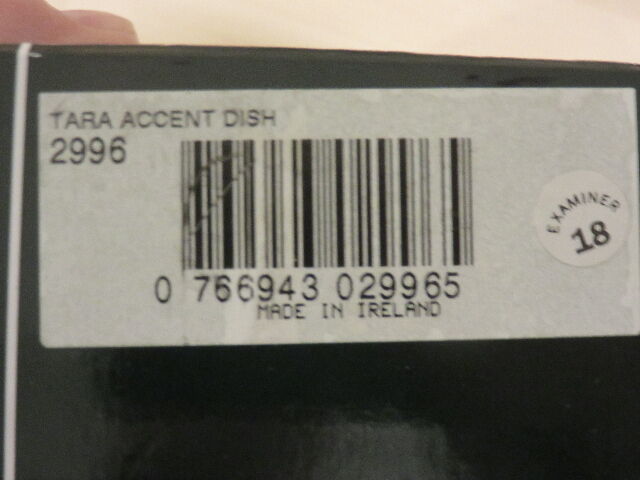 TARA ACCENT DISH
2996
EXAMINER
18
0 766943 029965
MADE IN IRELAND